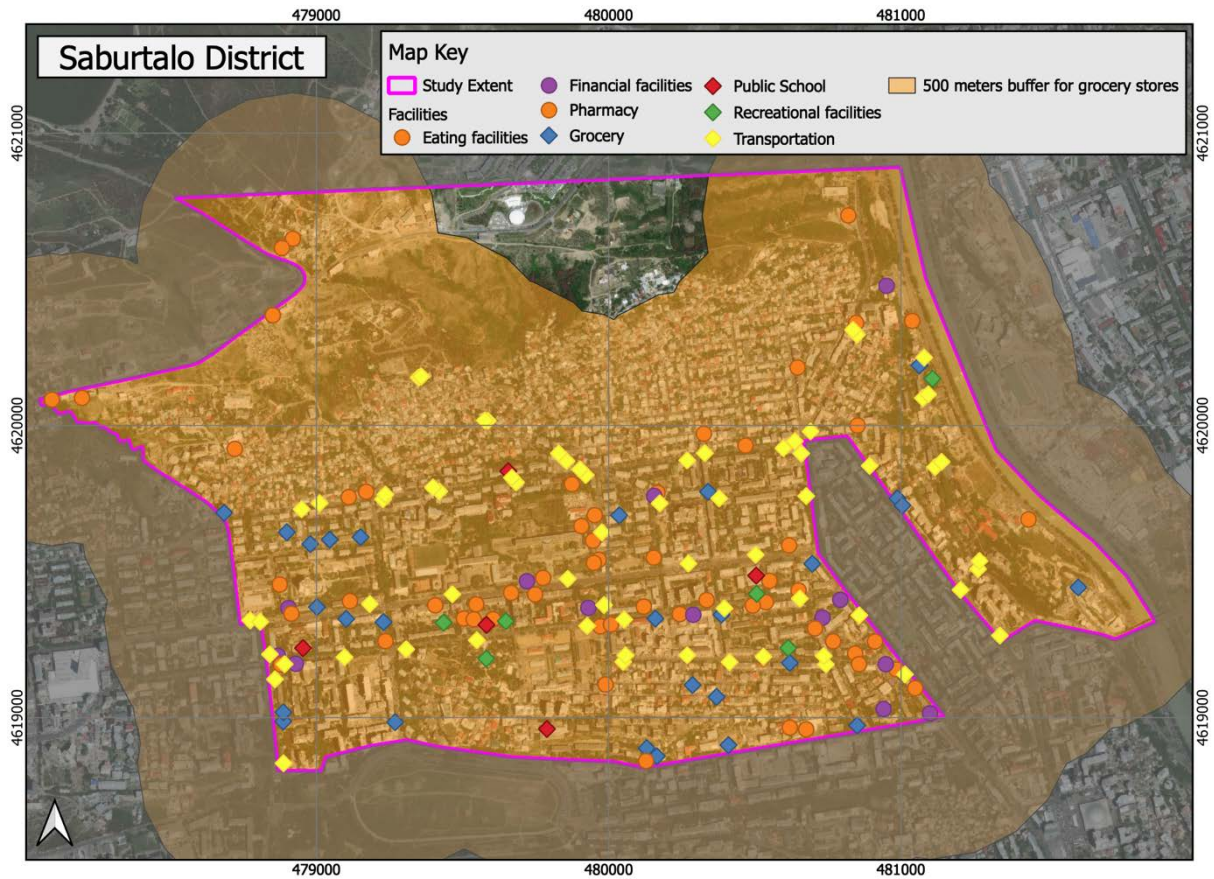 479000 480000 481000
Saburtalo District
Map Key
Study Extent
Facilities
Eating facilities
Financial facilities
Pharmacy
Grocery
Public School
Recreational facilities
Transportation
500 meters buffer for grocery stores
4621000 4621000
4620000 4620000
4619000 4619000
479000 480000 481000